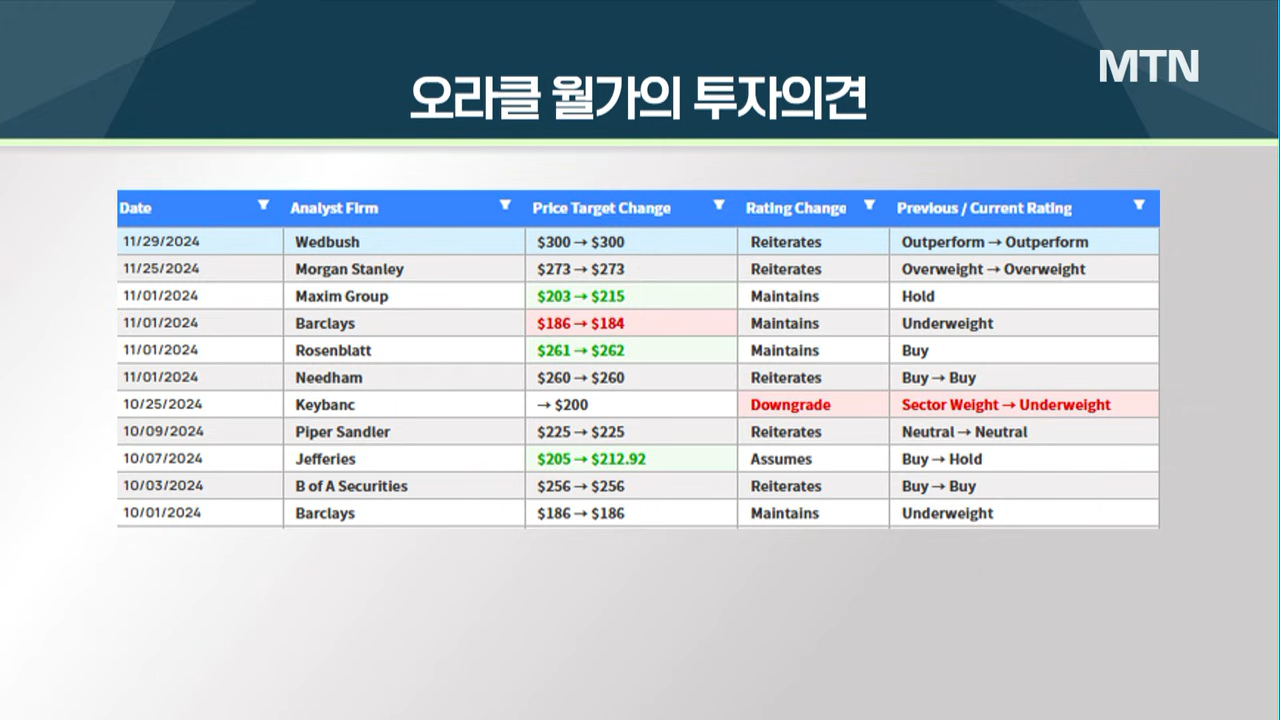 MTN
오라클 월가의 투자의견
Date Analyst Firm Price Target Change Rating Change Previous / Current Rating
11/29/2024 Wedbush $300 → $300 Reiterates Outperform → Outperform
11/25/2024 Morgan Stanley $273 → $273 Reiterates Overweight → Overweight
11/01/2024 Maxim Group $203 → $215 Maintains Hold
11/01/2024 Barclays $186 → $184 Maintains Underweight
11/01/2024 Rosenblatt $261 → $262 Maintains Buy
11/01/2024 Needham $260 → $260 Reiterates Buy → Buy
10/25/2024 Keybanc → $200 Downgrade Sector Weight → Underweight
10/09/2024 Piper Sandler $225 → $225 Reiterates Neutral → Neutral
10/07/2024 Jefferies $205 → $212.92 Assumes Buy → Hold
10/03/2024 B of A Securities $256 → $256 Reiterates Buy → Buy
10/01/2024 Barclays $186 → $186 Maintains Underweight